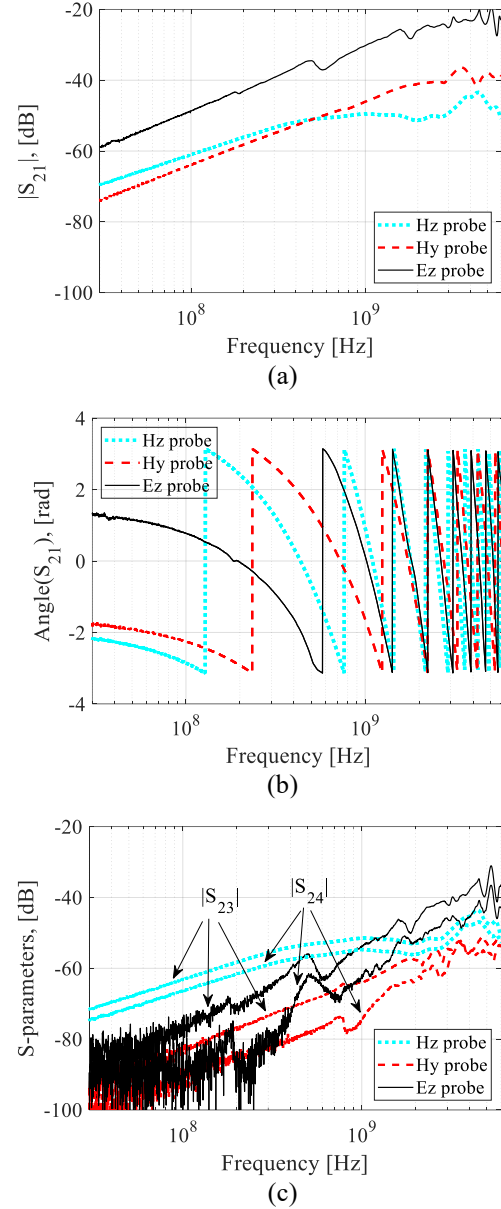 -20
-40
-60
-80
-100
|S21|, [dB]
Hz probe
Hy probe
Ez probe
10^8
10^9
Frequency [Hz]
(a)
4
2
0
-2
-4
Angle(S21), [rad]
Hz probe
Hy probe
Ez probe
10^8
10^9
Frequency [Hz]
(b)
-20
-40
-60
-80
-100
S-parameters, [dB]
|S23|
|S24|
Hz probe
Hy probe
Ez probe
10^8
10^9
Frequency [Hz]
(c)